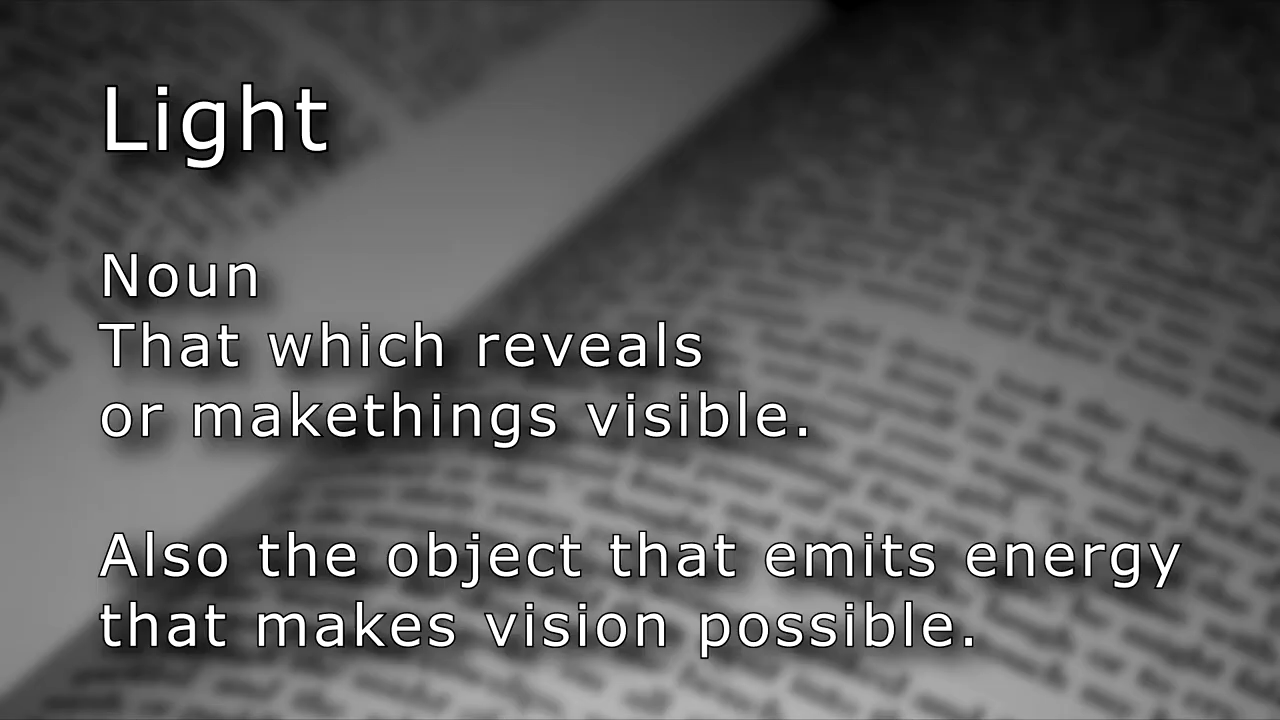 Light
Noun
That which reveals
or makethings visible.
Also the object that emits energy
that makes vision possible.